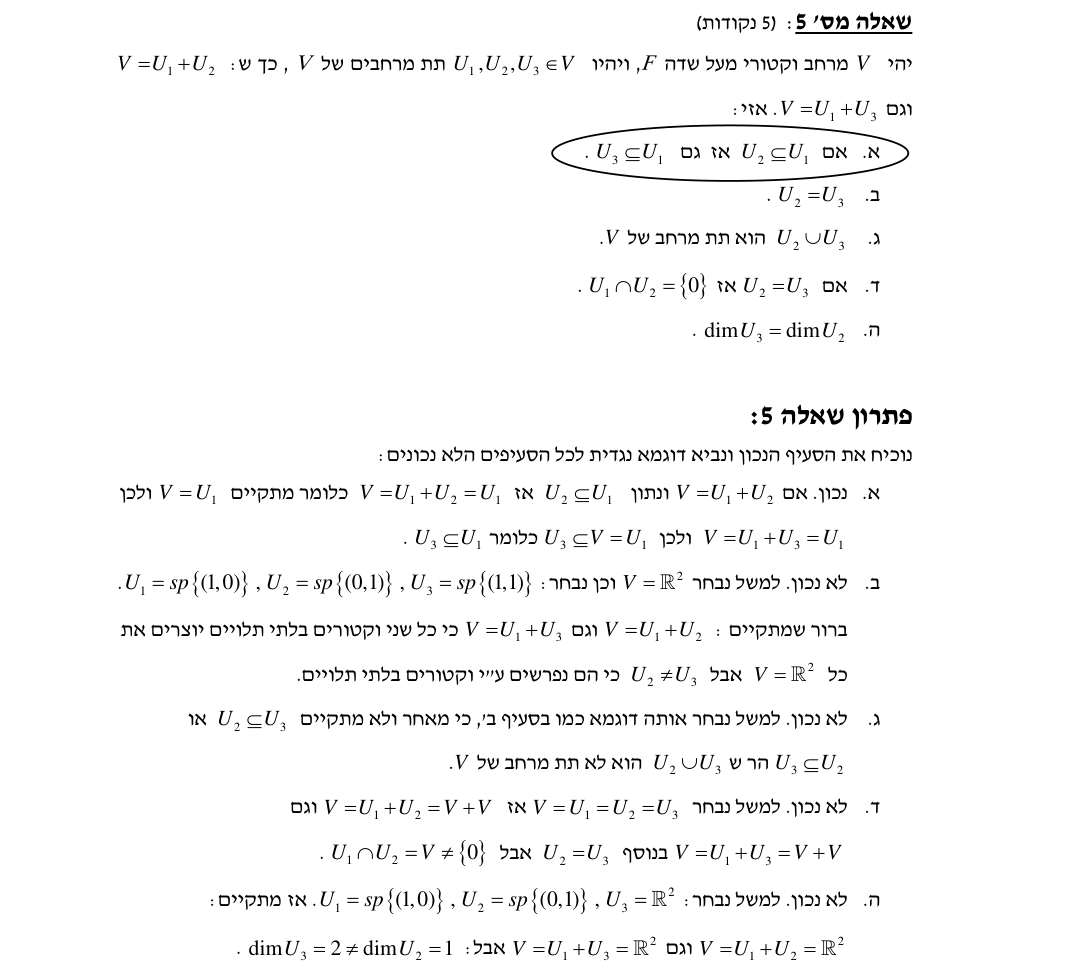 שאלה מס' 5: (5 נקודות)
יהי V מרחב וקטורי מעל שדה F, ויהיו U₁,U₂,U₃ ∈V תת מרחבים של V , כך ש: V =U₁+U₂
וגם V =U₁+U₃. אזי:
א. אם U₂ ⊆U₁ אז גם U₃ ⊆U₁ .
ב. U₂ =U₃ .
ג. U₂ ∪U₃ הוא תת מרחב של V.
ד. אם U₂ =U₃ אז U₁ ∩U₂ = {0} .
ה. dimU₃ = dimU₂ .
פתרון שאלה 5:
נוכיח את הסעיף הנכון ונביא דוגמא נגדית לכל הסעיפים הלא נכונים:
א. נכון. אם V =U₁+U₂ ונתון U₂ ⊆U₁ אז V =U₁+U₂ =U₁ כלומר מתקיים V =U₁ ולכן
V =U₁+U₃ =U₁ ולכן U₃ ⊆V =U₁ כלומר U₃ ⊆U₁ .
ב. לא נכון. למשל נבחר V = ℝ² וכן נבחר: U₁ = sp{(1,0)} , U₂ = sp{(0,1)} , U₃ = sp{(1,1)}.
ברור שמתקיים : V =U₁+U₂ וגם V =U₁+U₃ כי כל שני וקטורים בלתי תלויים יוצרים את
כל V = ℝ² אבל U₂ ≠U₃ כי הם נפרשים ע"י וקטורים בלתי תלויים.
ג. לא נכון. למשל נבחר אותה דוגמא כמו בסעיף ב', כי מאחר ולא מתקיים U₂ ⊆U₃ או
U₃ ⊆U₂ הר ש U₂ ∪U₃ הוא לא תת מרחב של V.
ד. לא נכון. למשל נבחר V =U₁ =U₂ =U₃ אז V =U₁+U₂ =V +V וגם
V =U₁+U₃ =V +V בנוסף U₂ =U₃ אבל U₁ ∩U₂ =V ≠ {0} .
ה. לא נכון. למשל נבחר: U₁ = sp{(1,0)} , U₂ = sp{(0,1)} , U₃ = ℝ². אז מתקיים:
V =U₁+U₂ = ℝ² וגם V =U₁+U₃ = ℝ² אבל: dimU₃ = 2 ≠ dimU₂ =1 .